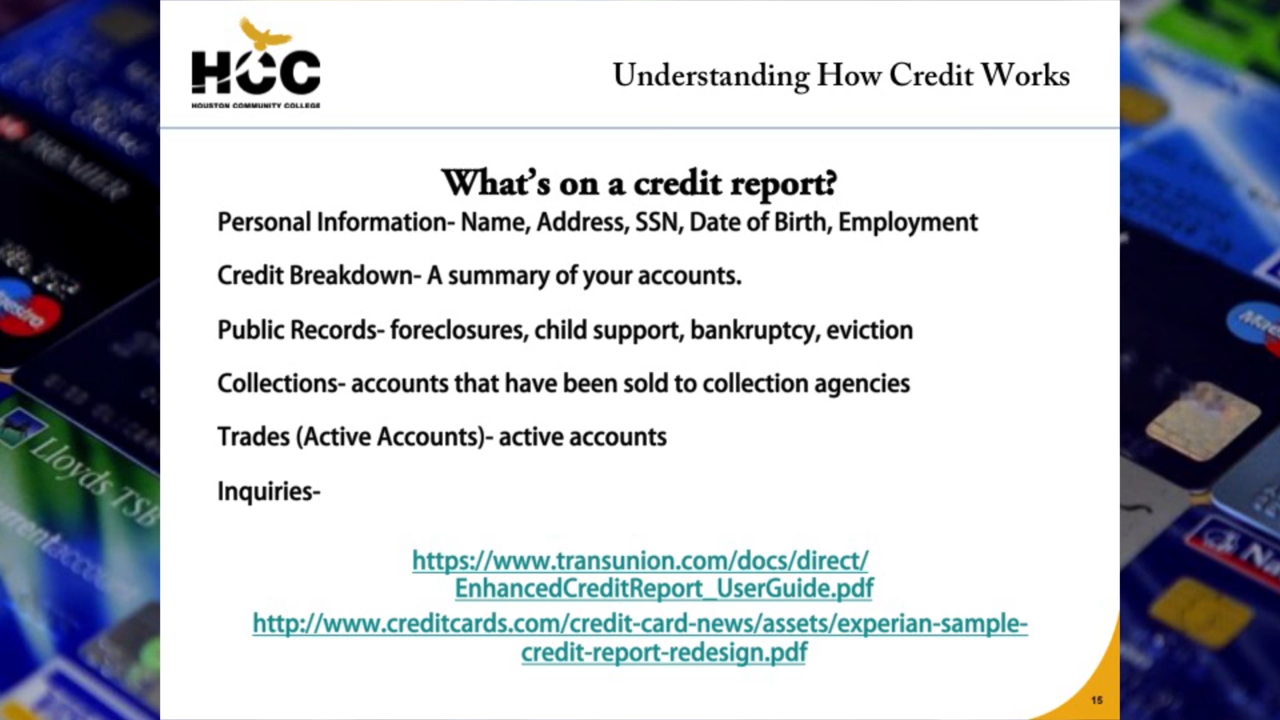 HCC
HOUSTON COMMUNITY COLLEGE
Understanding How Credit Works
What's on a credit report?
Personal Information- Name, Address, SSN, Date of Birth, Employment
Credit Breakdown- A summary of your accounts.
Public Records- foreclosures, child support, bankruptcy, eviction
Collections- accounts that have been sold to collection agencies
Trades (Active Accounts)- active accounts
Inquiries-
https://www.transunion.com/docs/direct/
EnhancedCreditReport_UserGuide.pdf
http://www.creditcards.com/credit-card-news/assets/experian-sample-
credit-report-redesign.pdf
15
Lloyds TSB